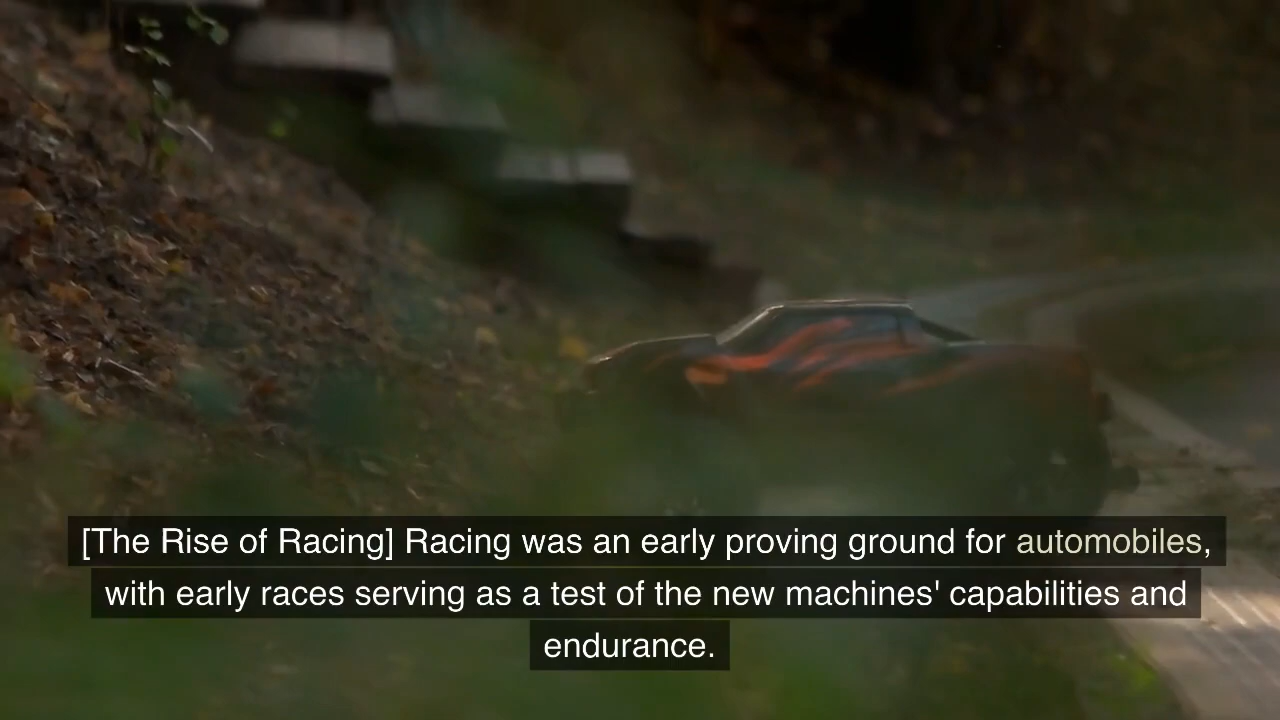 [The Rise of Racing] Racing was an early proving ground for automobiles,
with early races serving as a test of the new machines' capabilities and
endurance.